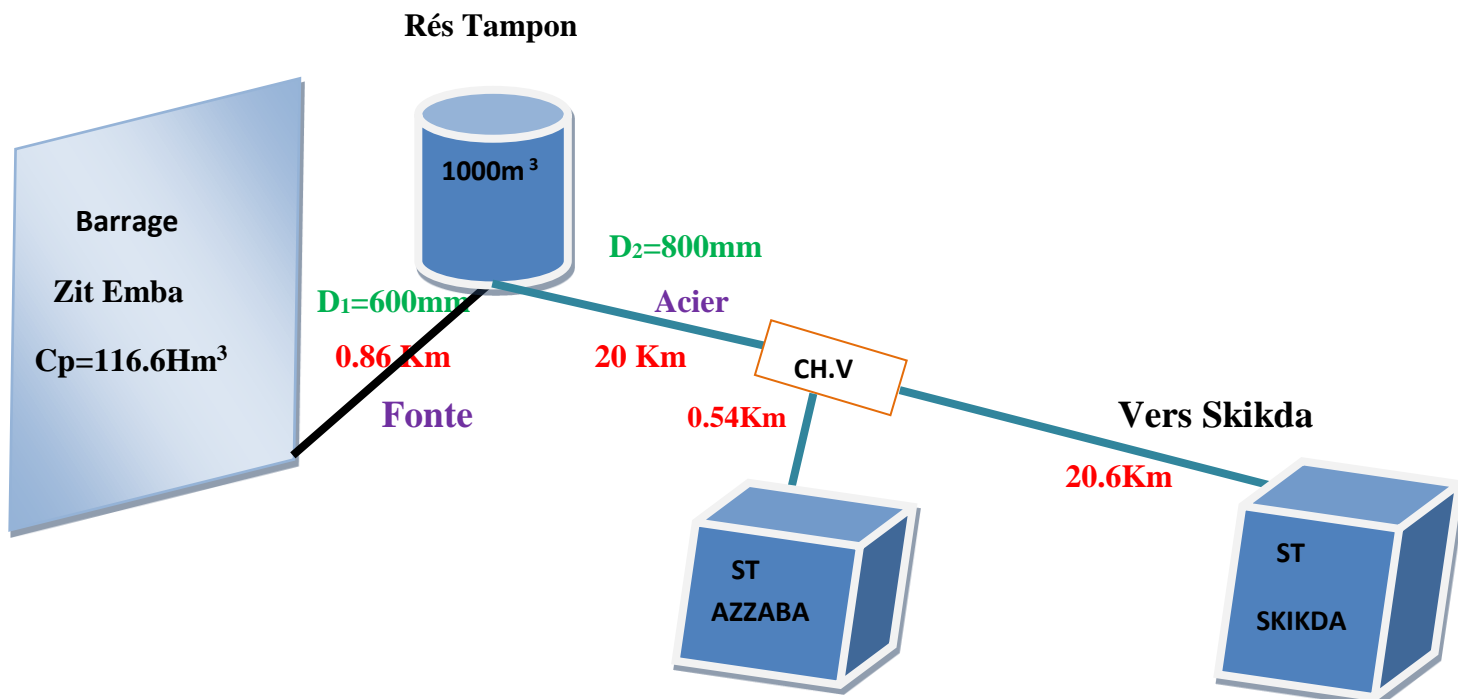 Rés Tampon
1000m³
Barrage
Zit Emba
Cp=116.6Hm³
D₁=600mm
0.86 Km
Fonte
D₂=800mm
Acier
20 Km
CH.V
0.54Km
Vers Skikda
20.6Km
ST
AZZABA
ST
SKIKDA